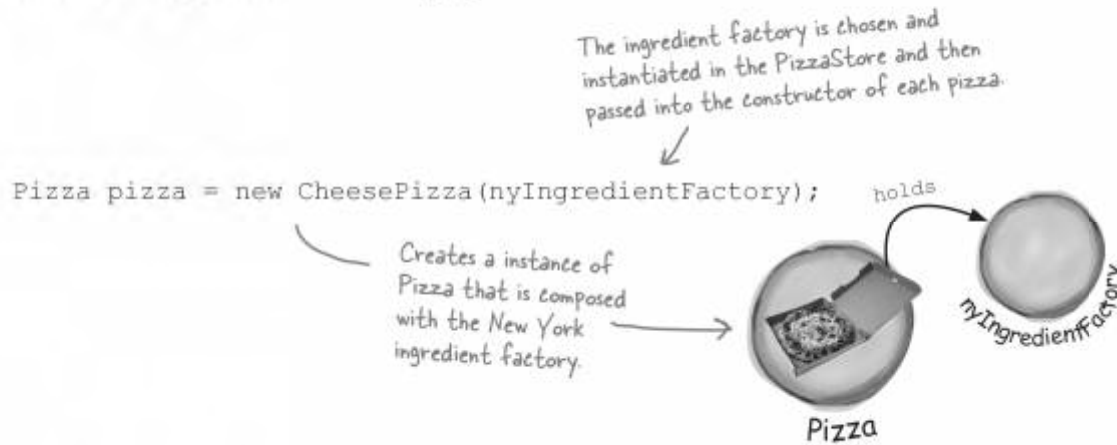 The ingredient factory is chosen and
instantiated in the PizzaStore and then
passed into the constructor of each pizza.
Pizza pizza = new CheesePizza(nyIngredientFactory);
holds
Creates a instance of
Pizza that is composed
with the New York
ingredient factory.
nyIngredientFactory
Pizza